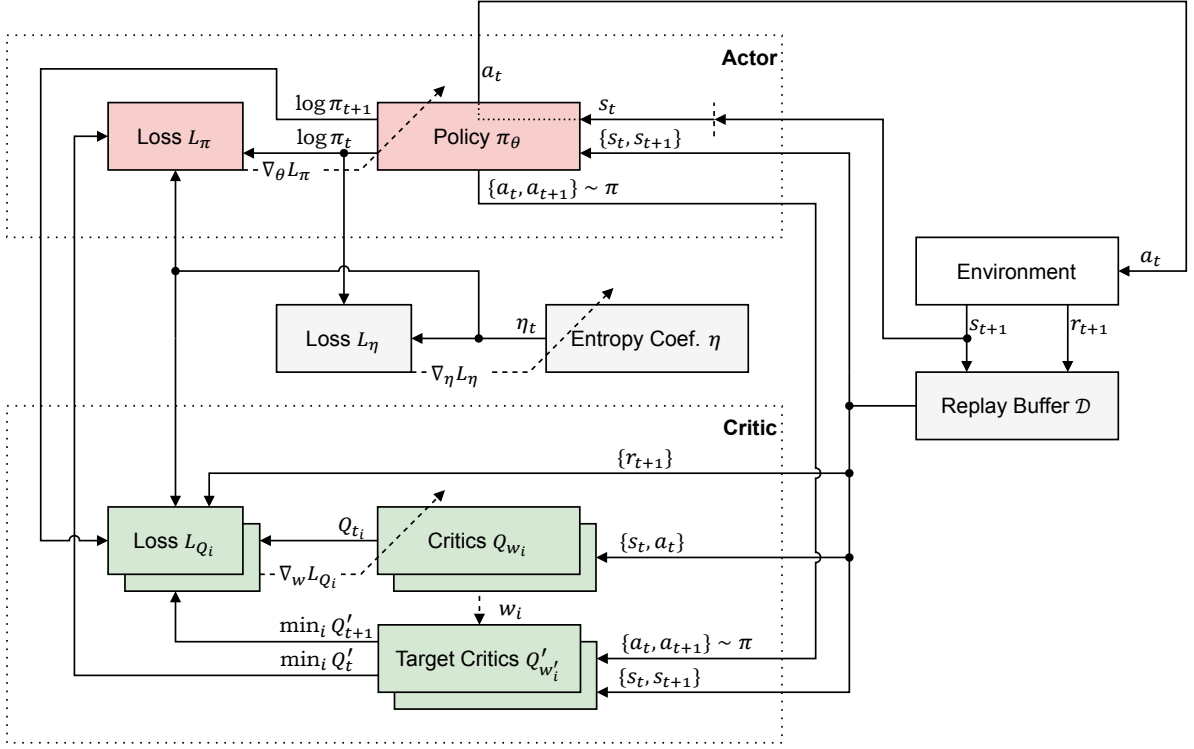 Actor
a_t
log π_{t+1}
s_t
Loss L_π
log π_t
Policy π_θ
{s_t, s_{t+1}}
∇_θ L_π
{a_t, a_{t+1}} ~ π
Environment
a_t
s_{t+1}
r_{t+1}
Loss L_η
η_t
Entropy Coef. η
∇_η L_η
Replay Buffer 𝒟
Critic
{r_{t+1}}
Loss L_{Q_i}
Q_{t_i}
Critics Q_{w_i}
{s_t, a_t}
∇_w L_{Q_i}
w_i
min_i Q′_{t+1}
{a_t, a_{t+1}} ~ π
min_i Q′_t
Target Critics Q′_{w′_i}
{s_t, s_{t+1}}